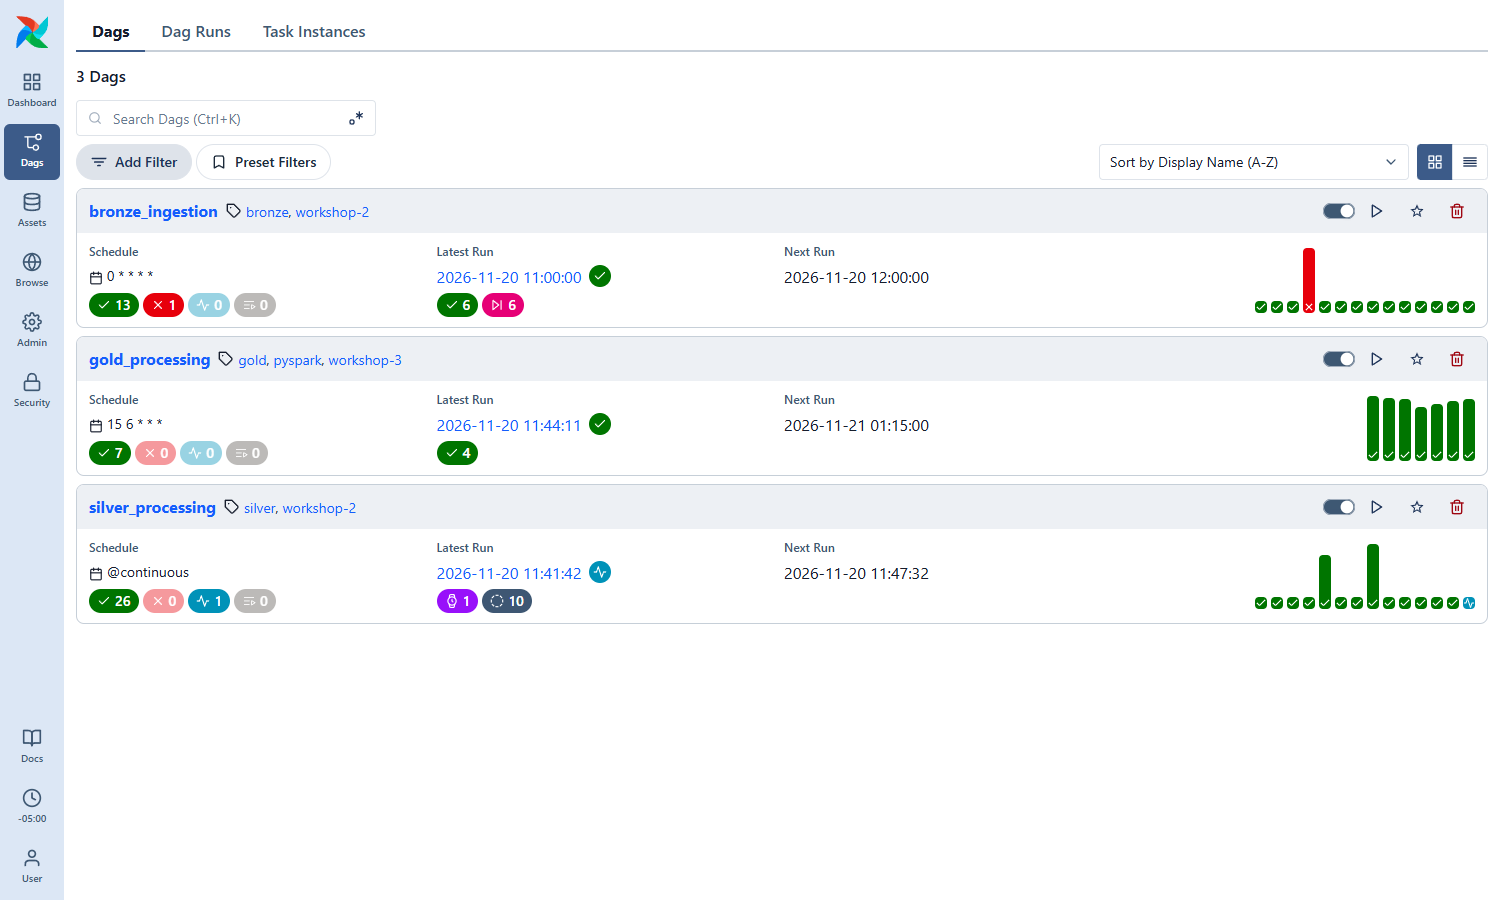 Dags
Dag Runs
Task Instances
3 Dags
Search Dags (Ctrl+K)
.*
Add Filter
Preset Filters
Sort by Display Name (A-Z)
Dashboard
Dags
Assets
Browse
Admin
Security
Docs
-05:00
User
bronze_ingestion
bronze, workshop-2
Schedule
0 * * * *
13
1
0
0
Latest Run
2026-11-20 11:00:00
6
6
Next Run
2026-11-20 12:00:00
gold_processing
gold, pyspark, workshop-3
Schedule
15 6 * * *
7
0
0
0
Latest Run
2026-11-20 11:44:11
4
Next Run
2026-11-21 01:15:00
silver_processing
silver, workshop-2
Schedule
@continuous
26
0
1
0
Latest Run
2026-11-20 11:41:42
1
10
Next Run
2026-11-20 11:47:32